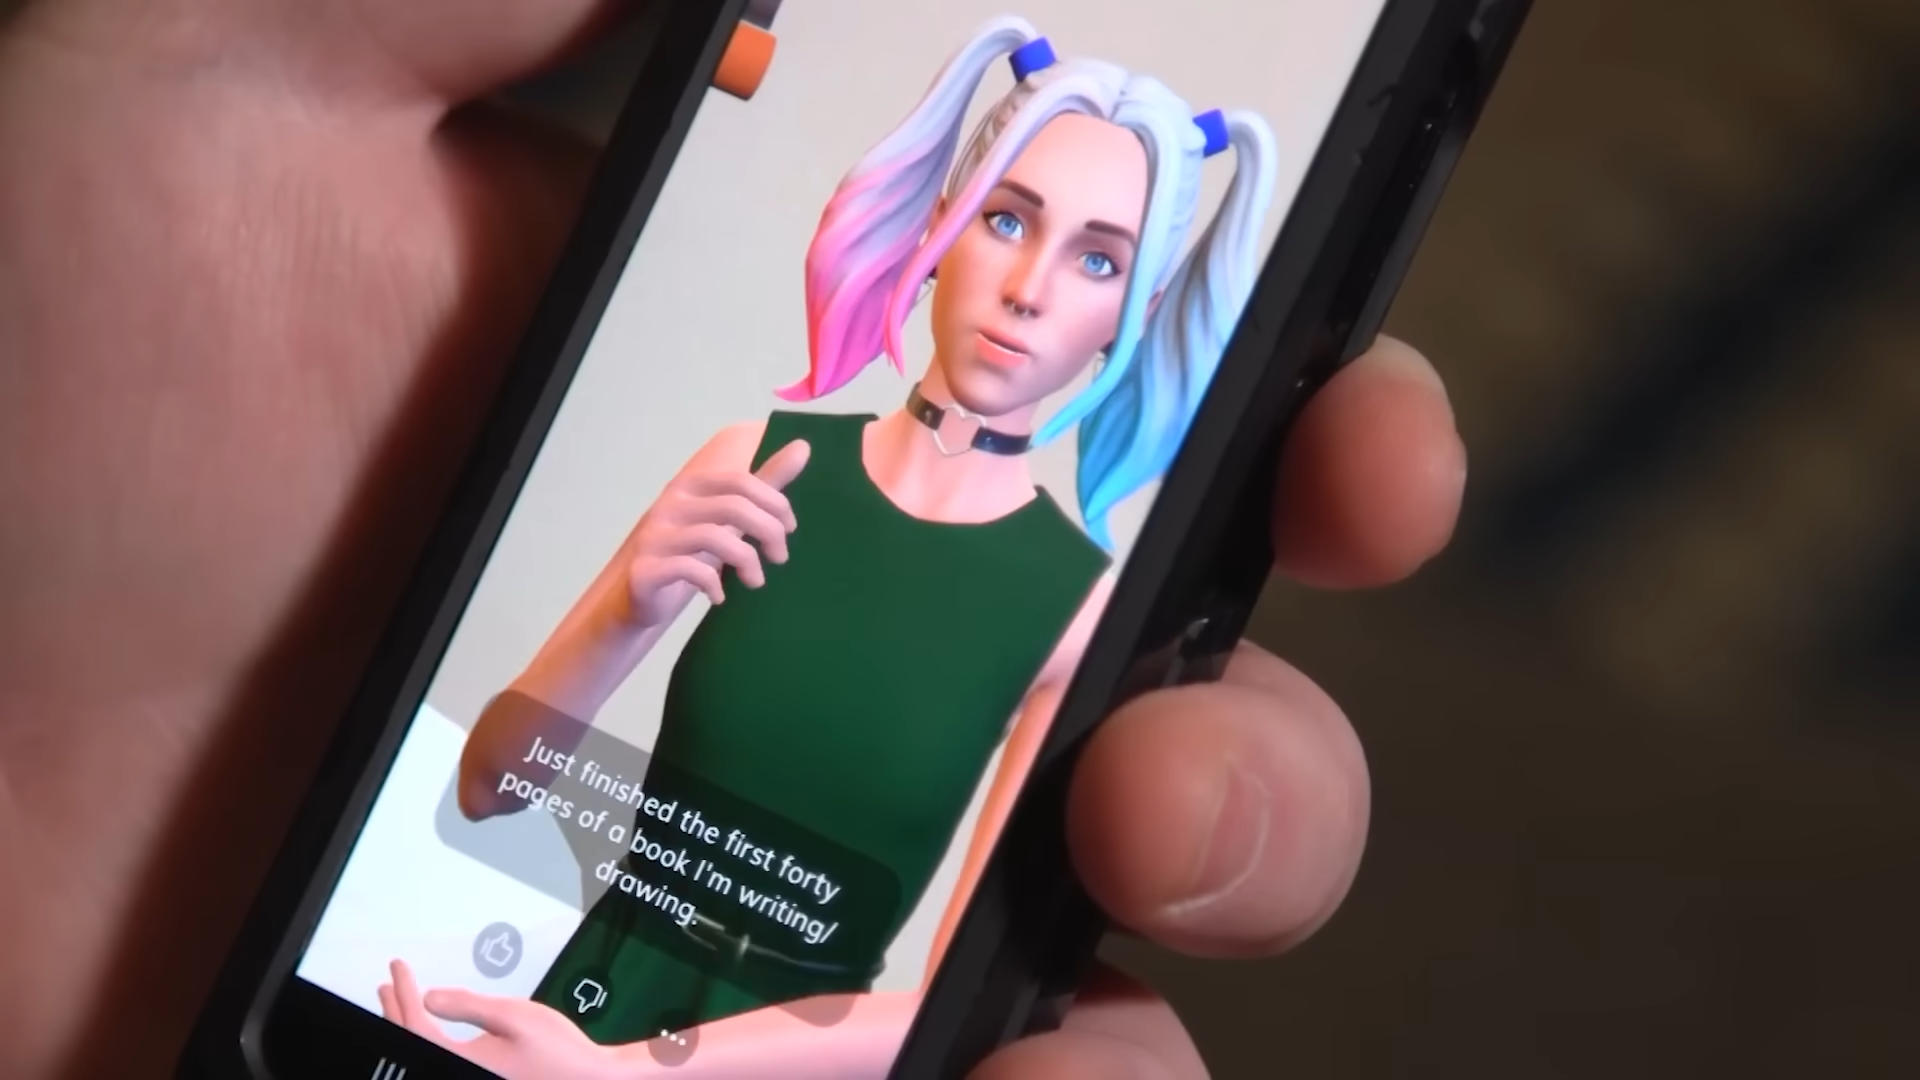 Just finished the first forty
pages of a book I'm writing/
drawing.